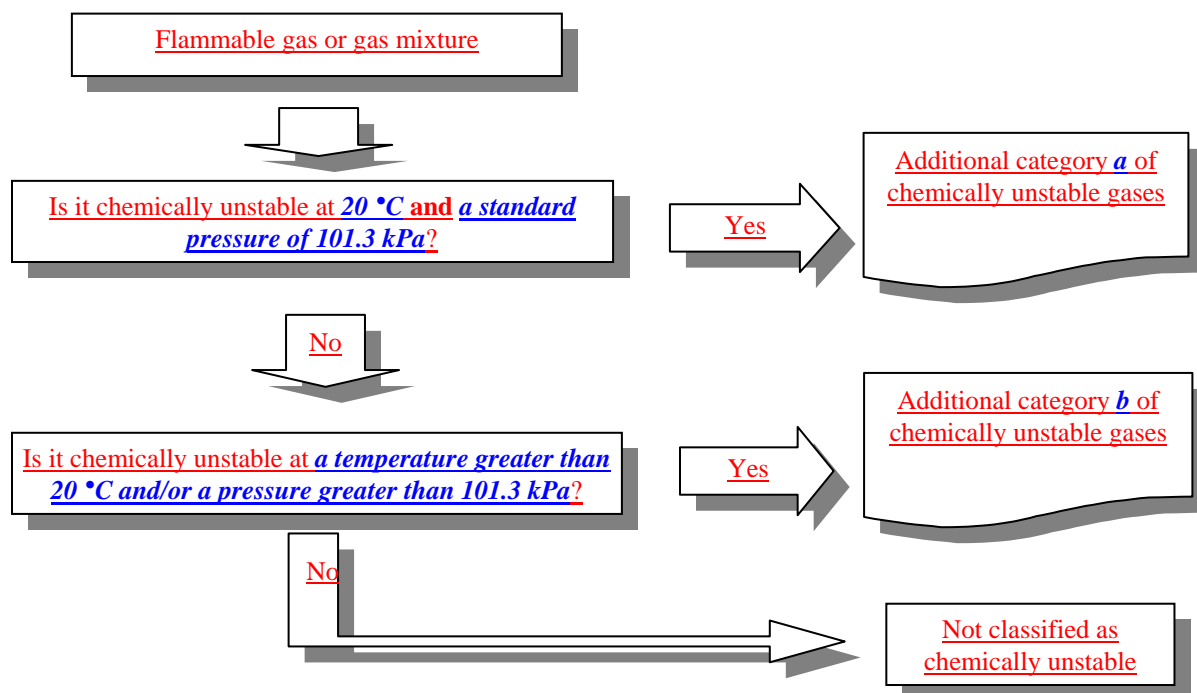 Flammable gas or gas mixture
Is it chemically unstable at 20 °C and a standard
pressure of 101.3 kPa?
Yes
Additional category a of
chemically unstable gases
No
Is it chemically unstable at a temperature greater than
20 °C and/or a pressure greater than 101.3 kPa?
Yes
Additional category b of
chemically unstable gases
No
Not classified as
chemically unstable